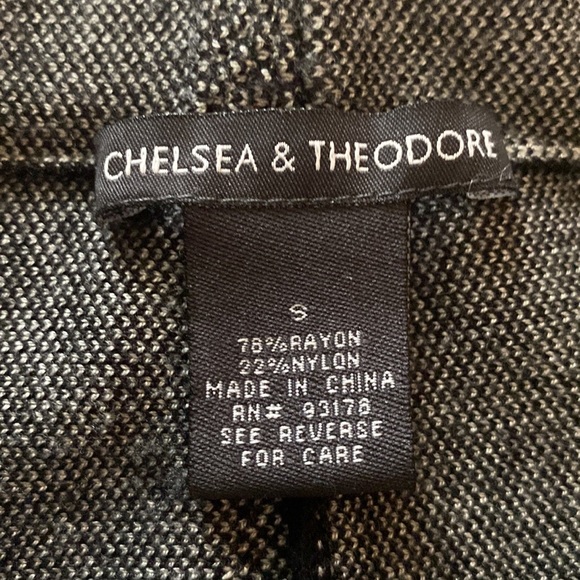 CHELSEA & THEODORE
S
78%RAYON
22%NYLON
MADE IN CHINA
RN# 93178
SEE REVERSE
FOR CARE